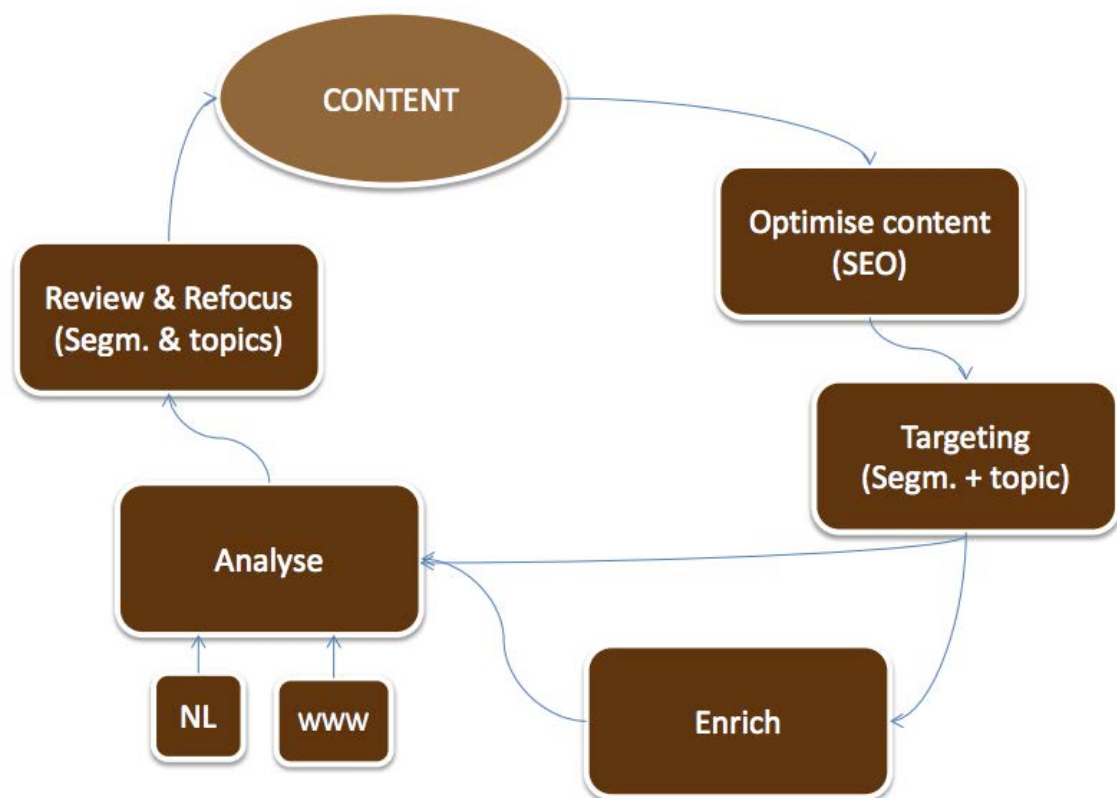 CONTENT
Optimise content
(SEO)
Review & Refocus
(Segm. & topics)
Targeting
(Segm. + topic)
Analyse
NL
www
Enrich